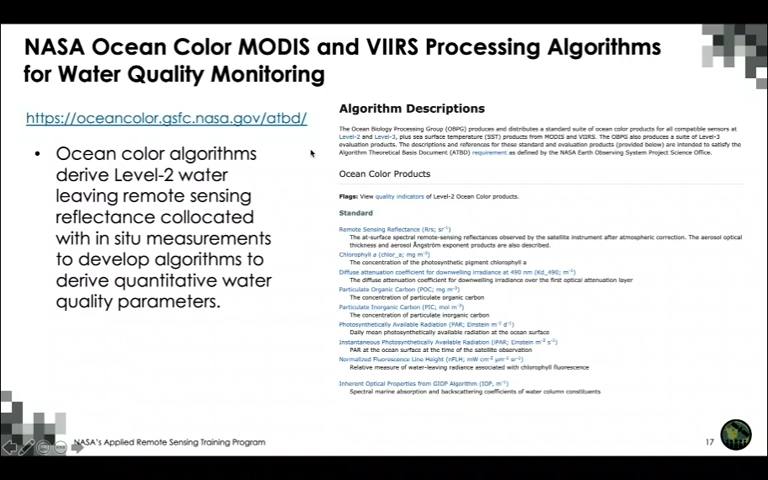 NASA Ocean Color MODIS and VIIRS Processing Algorithms
for Water Quality Monitoring
https://oceancolor.gsfc.nasa.gov/atbd/
• Ocean color algorithms
derive Level-2 water
leaving remote sensing
reflectance collocated
with in situ measurements
to develop algorithms to
derive quantitative water
quality parameters.
Algorithm Descriptions
The Ocean Biology Processing Group (OBPG) produces and distributes a standard suite of ocean color products for all compatible sensors at
Level-2 and Level-3, plus sea surface temperature (SST) products from MODIS and VIIRS. The OBPG also produces a suite of Level-3
evaluation products. The descriptions and references for these standard and evaluation products (provided below) are intended to satisfy the
Algorithm Theoretical Basis Document (ATBD) requirement as defined by the NASA Earth Observing System Project Science Office.
Ocean Color Products
Flags: View quality indicators of Level-2 Ocean Color products.
Standard
Remote Sensing Reflectance (Rrs; sr⁻¹)
The at-surface spectral remote-sensing reflectances observed by the satellite instrument after atmospheric correction. The aerosol optical
thickness and aerosol Ångström exponent products are also described.
Chlorophyll a (chlor_a; mg m⁻³)
The concentration of the photosynthetic pigment chlorophyll a
Diffuse attenuation coefficient for downwelling irradiance at 490 nm (Kd_490; m⁻¹)
The diffuse attenuation coefficient for downwelling irradiance over the first optical attenuation layer
Particulate Organic Carbon (POC; mg m⁻³)
The concentration of particulate organic carbon
Particulate Inorganic Carbon (PIC; mol m⁻³)
The concentration of particulate inorganic carbon
Photosynthetically Available Radiation (PAR; Einstein m⁻² d⁻¹)
Daily mean photosynthetically available radiation at the ocean surface
Instantaneous Photosynthetically Available Radiation (iPAR; Einstein m⁻² s⁻¹)
PAR at the ocean surface at the time of the satellite observation
Normalized Fluorescence Line Height (nFLH; mW cm⁻² μm⁻¹ sr⁻¹)
Relative measure of water-leaving radiance associated with chlorophyll fluorescence
Inherent Optical Properties from GIOP Algorithm (IOP, m⁻¹)
Spectral marine absorption and backscattering coefficients of water column constituents
NASA's Applied Remote Sensing Training Program
17